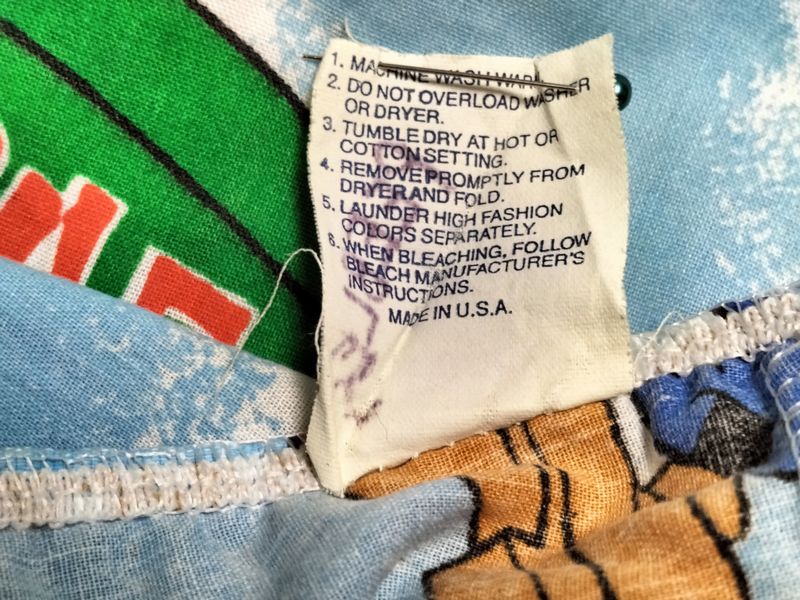 1. MACHINE WASH WARM
2. DO NOT OVERLOAD WASHER
OR DRYER.
3. TUMBLE DRY AT HOT OR
COTTON SETTING.
4. REMOVE PROMPTLY FROM
DRYER AND FOLD.
5. LAUNDER HIGH FASHION
COLORS SEPARATELY.
6. WHEN BLEACHING, FOLLOW
BLEACH MANUFACTURER'S
INSTRUCTIONS.
MADE IN U.S.A.